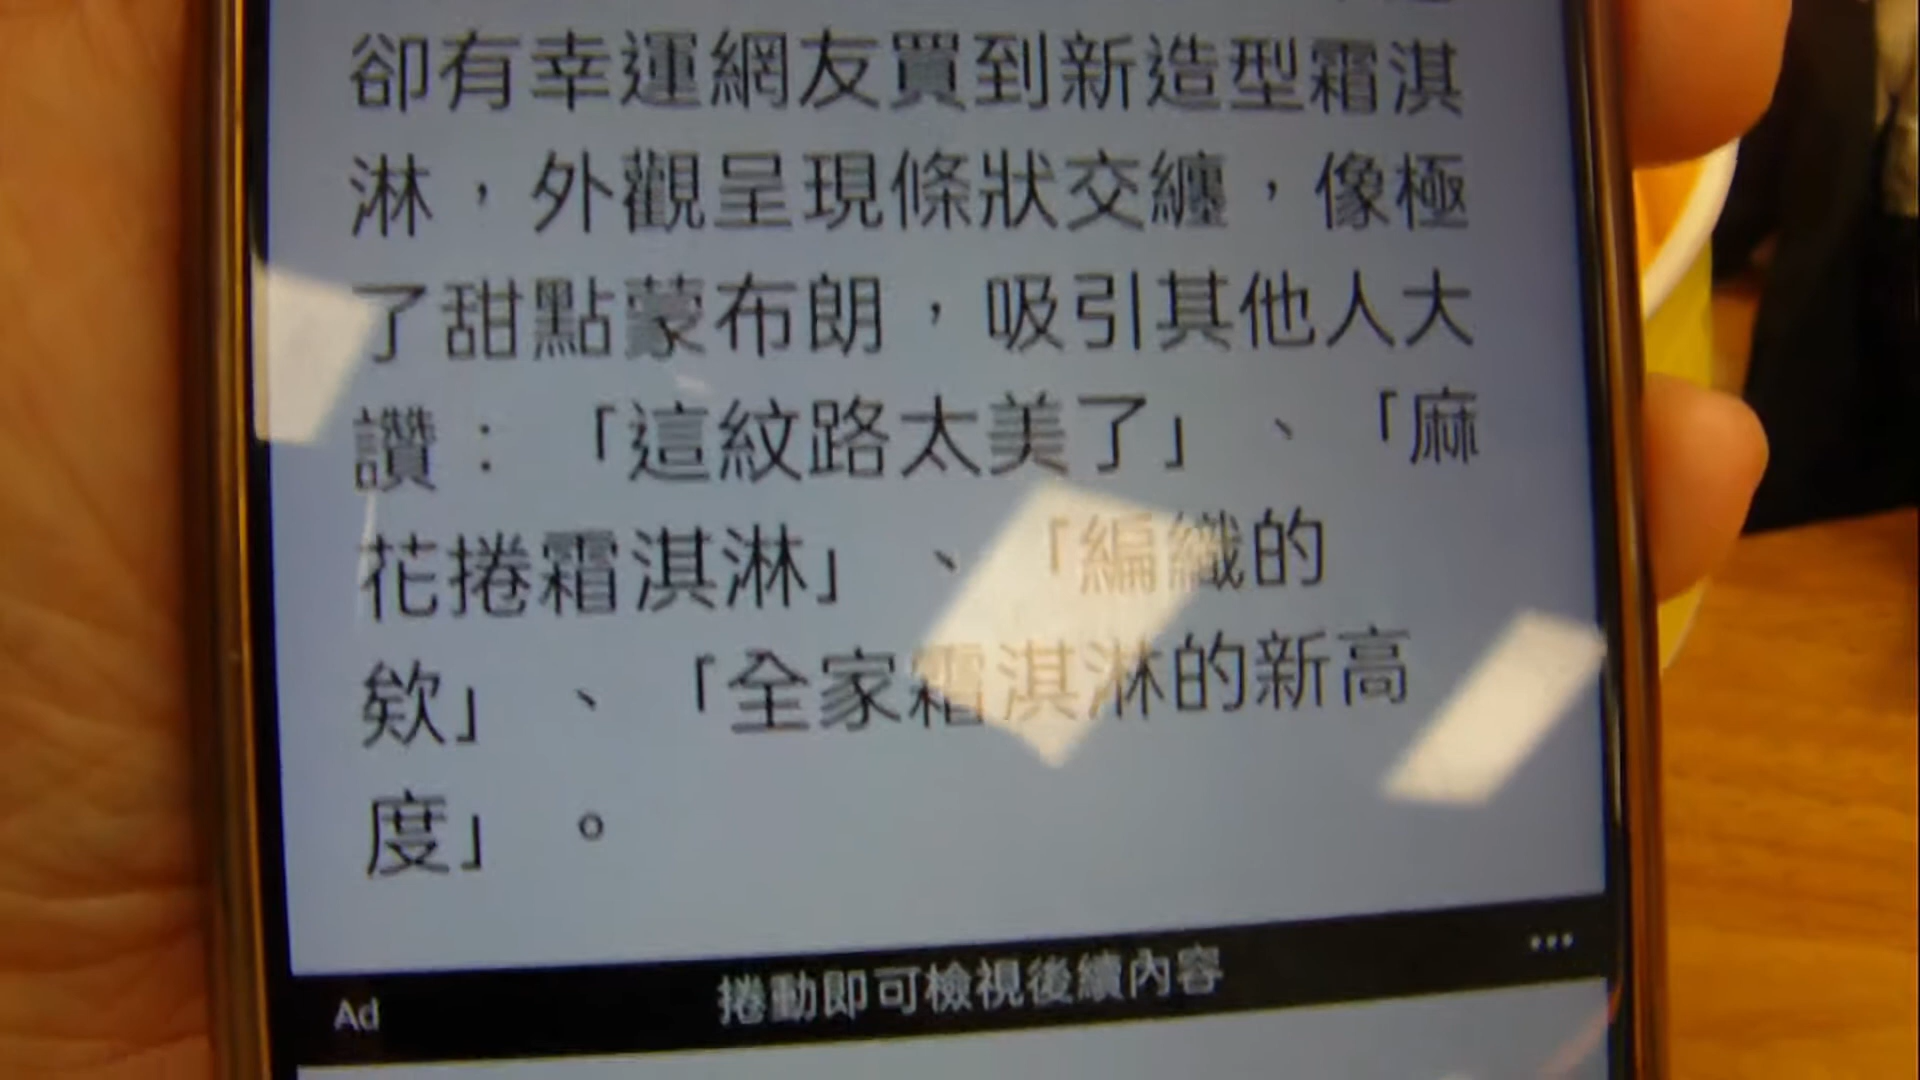 卻有幸運網友買到新造型霜淇
淋，外觀呈現條狀交纏，像極
了甜點蒙布朗，吸引其他人大
讚：「這紋路太美了」、「麻
花捲霜淇淋」、「編織的
欸」、「全家霜淇淋的新高
度」。
Ad 捲動即可檢視後續內容